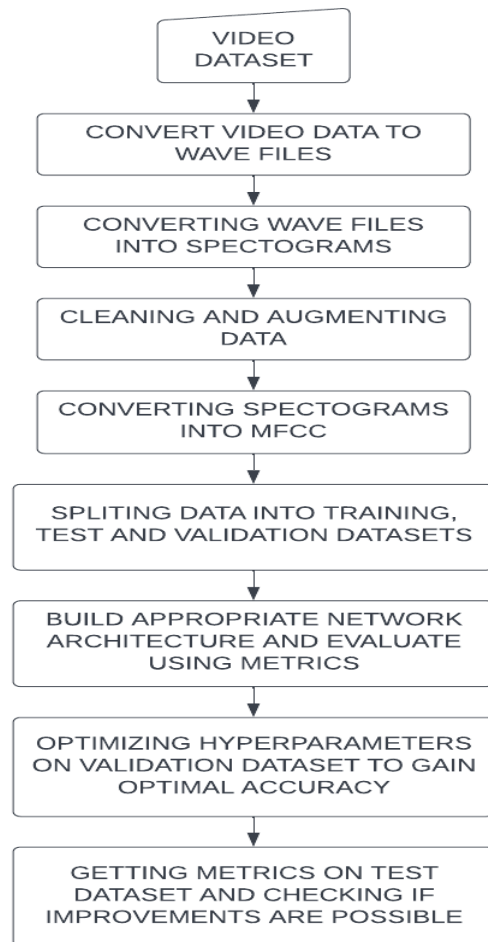 VIDEO
DATASET
CONVERT VIDEO DATA TO
WAVE FILES
CONVERTING WAVE FILES
INTO SPECTOGRAMS
CLEANING AND AUGMENTING
DATA
CONVERTING SPECTOGRAMS
INTO MFCC
SPLITING DATA INTO TRAINING,
TEST AND VALIDATION DATASETS
BUILD APPROPRIATE NETWORK
ARCHITECTURE AND EVALUATE
USING METRICS
OPTIMIZING HYPERPARAMETERS
ON VALIDATION DATASET TO GAIN
OPTIMAL ACCURACY
GETTING METRICS ON TEST
DATASET AND CHECKING IF
IMPROVEMENTS ARE POSSIBLE